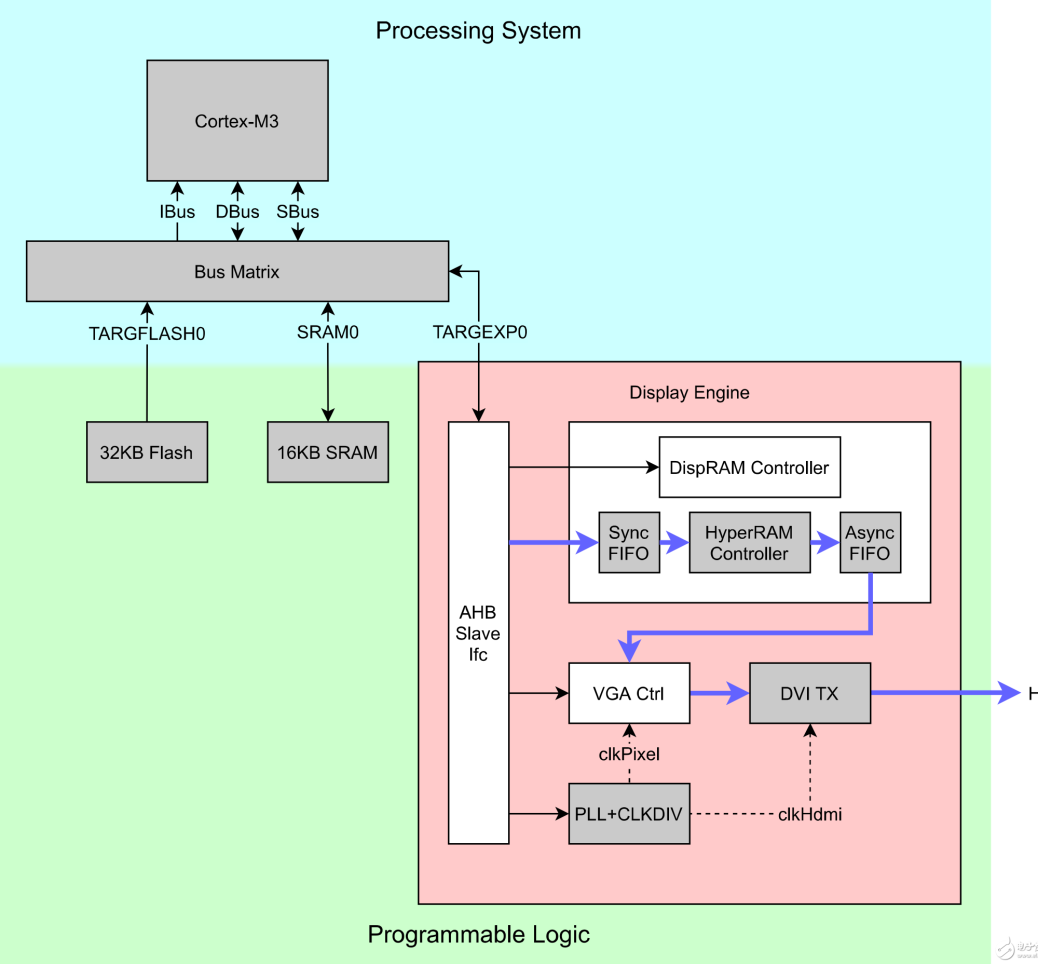 Processing System
Cortex-M3
IBus
DBus
SBus
Bus Matrix
TARGFLASH0
SRAM0
TARGEXP0
32KB Flash
16KB SRAM
Display Engine
DispRAM Controller
Sync
FIFO
HyperRAM
Controller
Async
FIFO
AHB
Slave
Ifc
VGA Ctrl
DVI TX
H
clkPixel
PLL+CLKDIV
clkHdmi
Programmable Logic